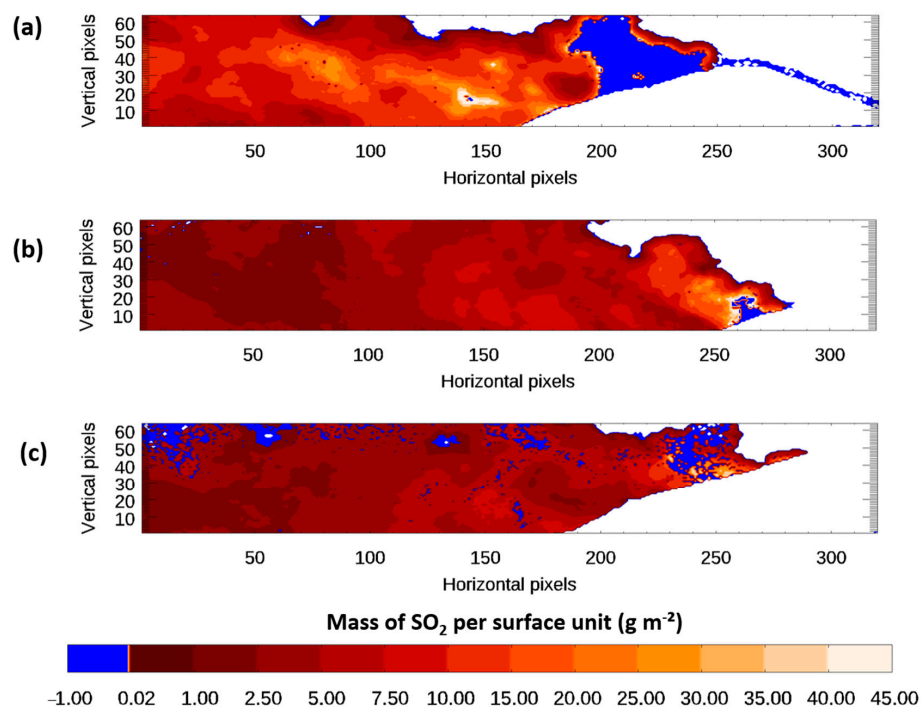 (a)
Vertical pixels
60
50
40
30
20
10
50 100 150 200 250 300
Horizontal pixels
(b)
Vertical pixels
60
50
40
30
20
10
50 100 150 200 250 300
Horizontal pixels
(c)
Vertical pixels
60
50
40
30
20
10
50 100 150 200 250 300
Horizontal pixels
Mass of SO₂ per surface unit (g m⁻²)
−1.00 0.02 1.00 2.50 5.00 7.50 10.00 15.00 20.00 25.00 30.00 35.00 40.00 45.00